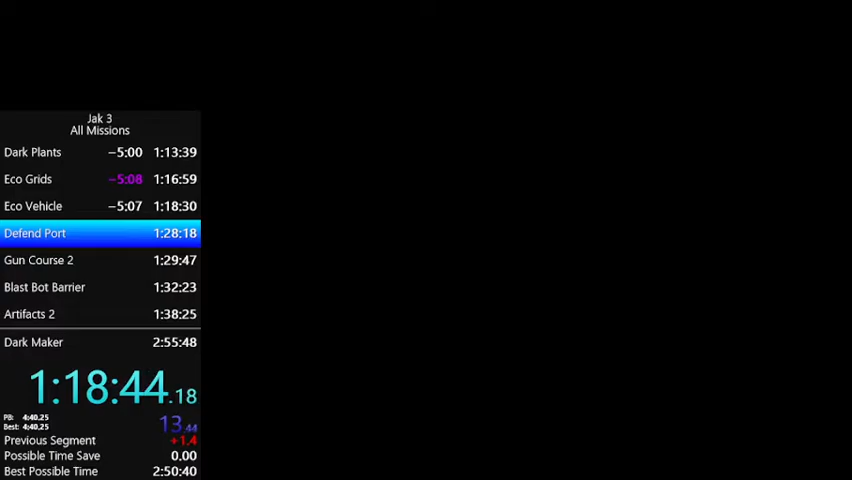 Jak 3
All Missions
Dark Plants −5:00 1:13:39
Eco Grids −5:08 1:16:59
Eco Vehicle −5:07 1:18:30
Defend Port 1:28:18
Gun Course 2 1:29:47
Blast Bot Barrier 1:32:23
Artifacts 2 1:38:25
Dark Maker 2:55:48
1:18:44.18
PB: 4:40.25
Best: 4:40.25
13.44
Previous Segment +1.4
Possible Time Save 0.00
Best Possible Time 2:50:40